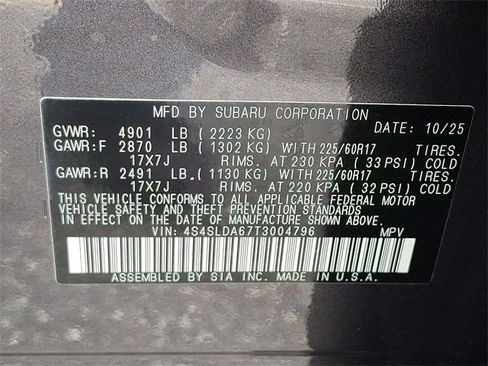 MFD BY SUBARU CORPORATION
GVWR: 4901 LB (2223 KG) DATE: 10/25
GAWR:F 2870 LB (1302 KG) WITH 225/60R17 TIRES.
17X7J RIMS. AT 230 KPA (33 PSI) COLD
GAWR:R 2491 LB.(1130 KG) WITH 225/60R17 TIRES.
17X7J RIMS. AT 220 KPA (32 PSI) COLD
THIS VEHICLE CONFORMS TO ALL APPLICABLE FEDERAL MOTOR
VEHICLE SAFETY, BUMPER, AND THEFT PREVENTION STANDARDS
IN EFFECT ON THE DATE OF MANUFACTURE SHOWN ABOVE.
VIN: 4S4SLDA67T3004796 MPV
ASSEMBLED BY SIA INC. IN U.S.A.